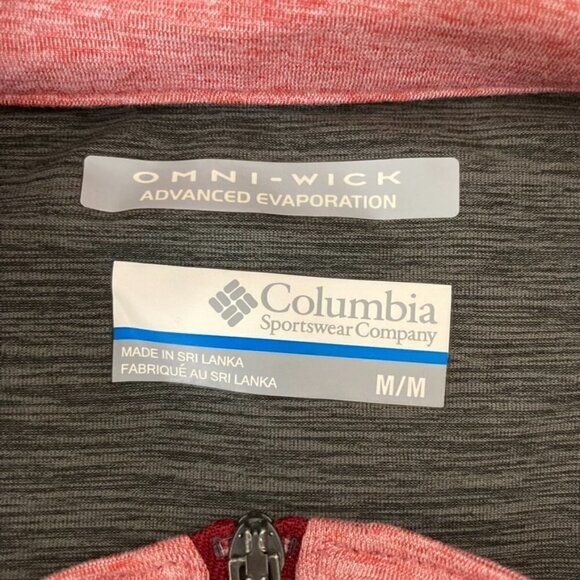 OMNI-WICK
ADVANCED EVAPORATION
Columbia
Sportswear Company
MADE IN SRI LANKA
FABRIQUÉ AU SRI LANKA
M/M